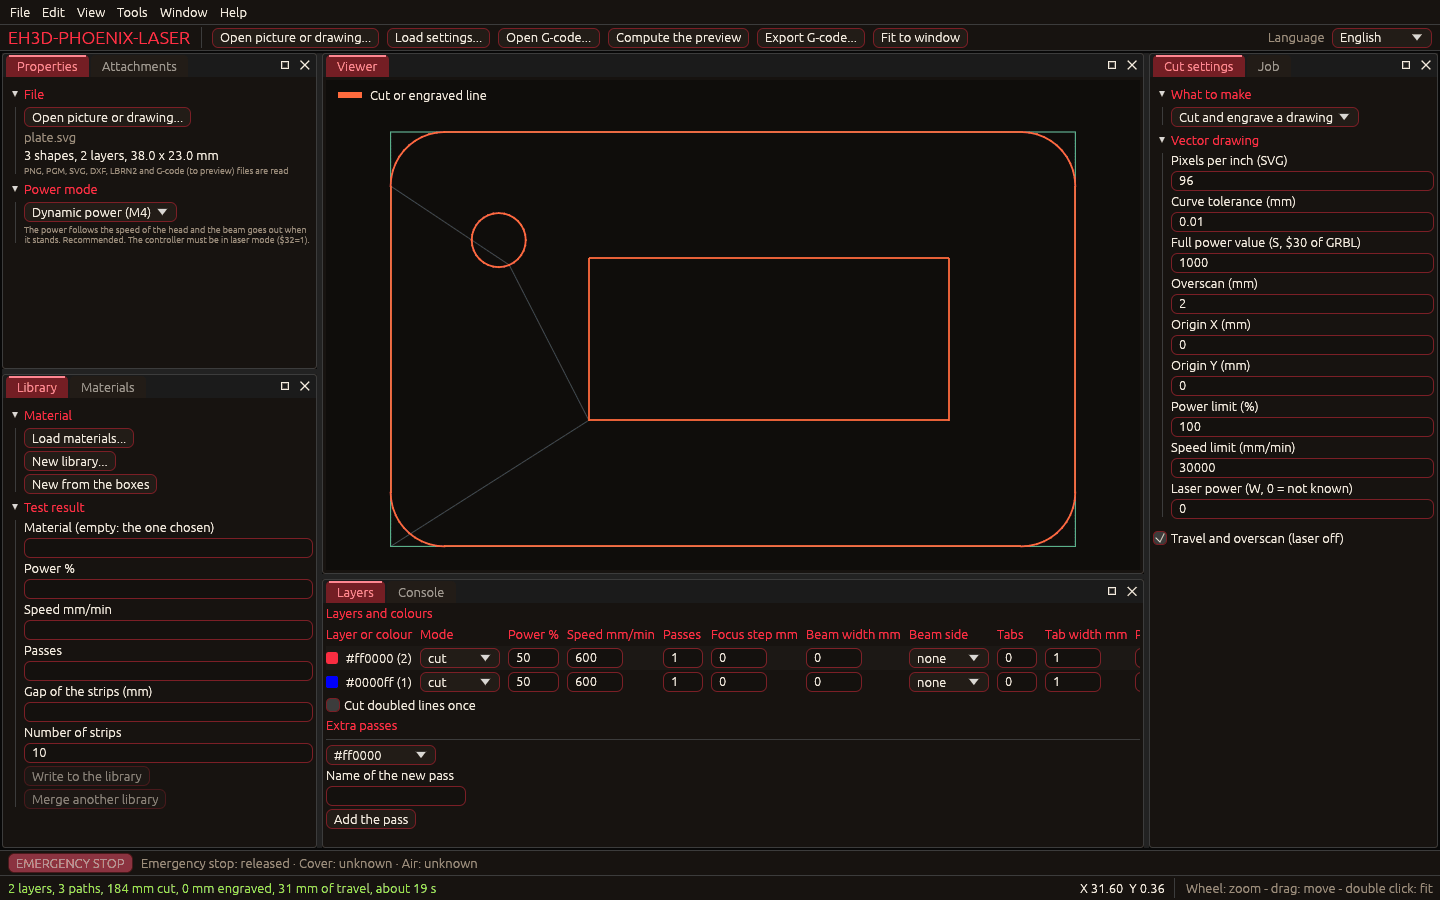 File Edit View Tools Window Help
EH3D-PHOENIX-LASER Open picture or drawing... Load settings... Open G-code... Compute the preview Export G-code... Fit to window Language English
Properties Attachments
File
Open picture or drawing...
plate.svg
3 shapes, 2 layers, 38.0 x 23.0 mm
PNG, PGM, SVG, DXF, LBRN2 and G-code (to preview) files are read
Power mode
Dynamic power (M4)
The power follows the speed of the head and the beam goes out when
it stands. Recommended. The controller must be in laser mode ($32=1).
Library Materials
Material
Load materials...
New library...
New from the boxes
Test result
Material (empty: the one chosen)
Power %
Speed mm/min
Passes
Gap of the strips (mm)
Number of strips
10
Write to the library
Merge another library
Viewer
Cut or engraved line
Layers Console
Layers and colours
Layer or colour Mode Power % Speed mm/min Passes Focus step mm Beam width mm Beam side Tabs Tab width mm
#ff0000 (2) cut 50 600 1 0 0 none 0 1
#0000ff (1) cut 50 600 1 0 0 none 0 1
Cut doubled lines once
Extra passes
#ff0000
Name of the new pass
Add the pass
Cut settings Job
What to make
Cut and engrave a drawing
Vector drawing
Pixels per inch (SVG)
96
Curve tolerance (mm)
0.01
Full power value (S, $30 of GRBL)
1000
Overscan (mm)
2
Origin X (mm)
0
Origin Y (mm)
0
Power limit (%)
100
Speed limit (mm/min)
30000
Laser power (W, 0 = not known)
0
Travel and overscan (laser off)
EMERGENCY STOP Emergency stop: released · Cover: unknown · Air: unknown
2 layers, 3 paths, 184 mm cut, 0 mm engraved, 31 mm of travel, about 19 s X 31.60 Y 0.36 Wheel: zoom - drag: move - double click: fit